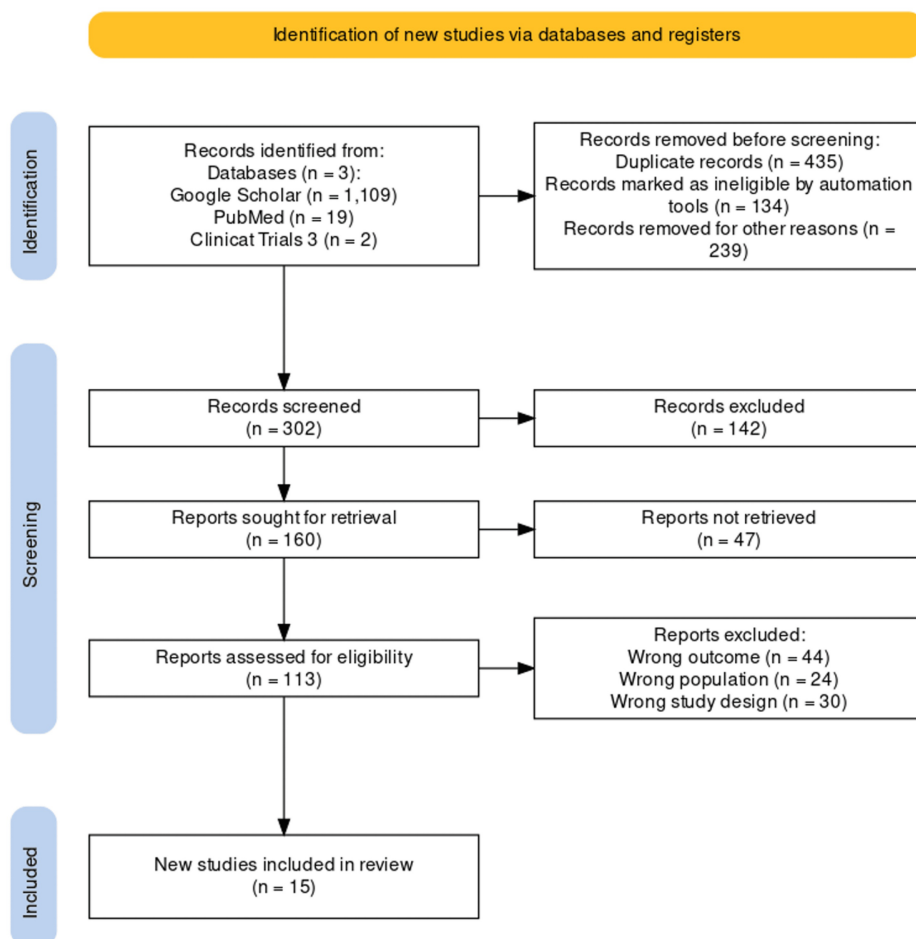 Identification of new studies via databases and registers
Identification
Records identified from:
Databases (n = 3):
Google Scholar (n = 1,109)
PubMed (n = 19)
Clinicat Trials 3 (n = 2)
Records removed before screening:
Duplicate records (n = 435)
Records marked as ineligible by automation
tools (n = 134)
Records removed for other reasons (n =
239)
Screening
Records screened
(n = 302)
Records excluded
(n = 142)
Reports sought for retrieval
(n = 160)
Reports not retrieved
(n = 47)
Reports assessed for eligibility
(n = 113)
Reports excluded:
Wrong outcome (n = 44)
Wrong population (n = 24)
Wrong study design (n = 30)
Included
New studies included in review
(n = 15)